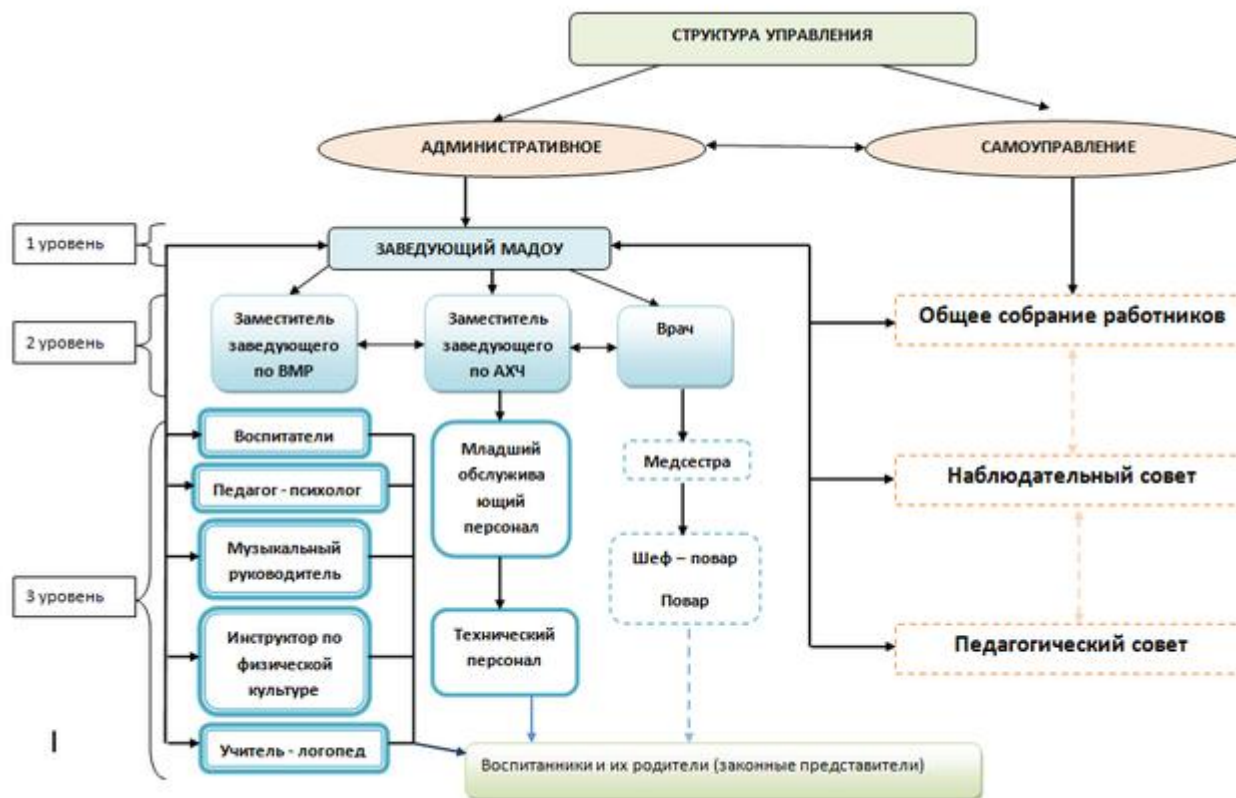 СТРУКТУРА УПРАВЛЕНИЯ
АДМИНИСТРАТИВНОЕ
САМОУПРАВЛЕНИЕ
1 уровень
ЗАВЕДУЮЩИЙ МАДОУ
2 уровень
Заместитель
заведующего
по ВМР
Заместитель
заведующего
по АХЧ
Врач
Общее собрание работников
3 уровень
Воспитатели
Педагог - психолог
Музыкальный
руководитель
Инструктор по
физической
культуре
Учитель - логопед
Младший
обслужива
ющий
персонал
Технический
персонал
Медсестра
Шеф – повар
Повар
Наблюдательный совет
Педагогический совет
Воспитанники и их родители (законные представители)